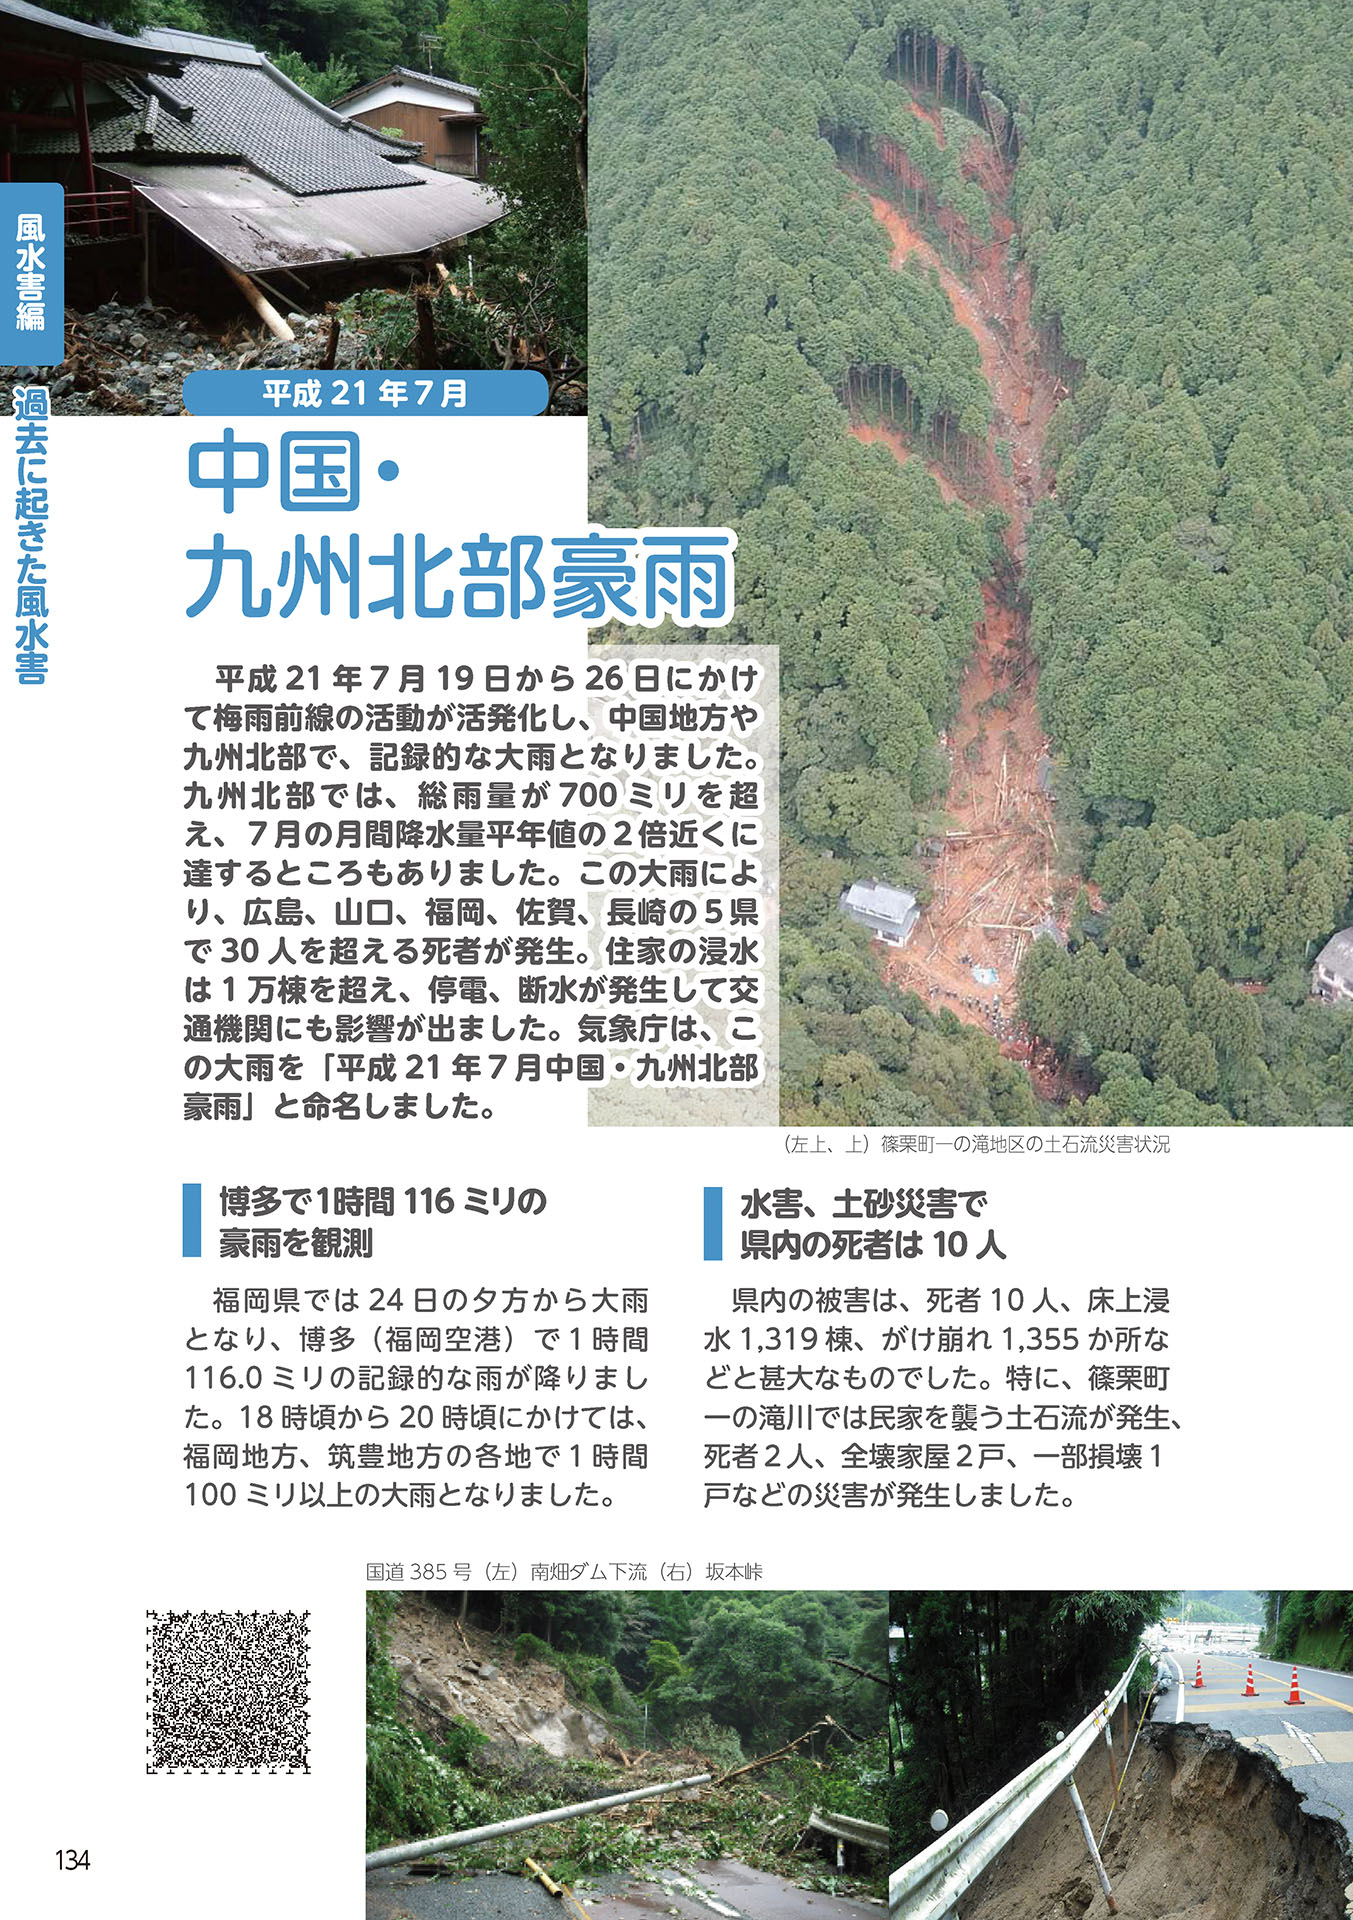 風水害編
過去に起きた風水害
平成 21 年 7 月
中国・
九州北部豪雨
平成 21 年 7 月 19 日から 26 日にかけ
て梅雨前線の活動が活発化し、中国地方や
九州北部で、記録的な大雨となりました。
九州北部では、総雨量が 700 ミリを超
え、7月の月間降水量平年値の2倍近くに
達するところもありました。この大雨によ
り、広島、山口、福岡、佐賀、長崎の5県
で 30 人を超える死者が発生。住家の浸水
は 1 万棟を超え、停電、断水が発生して交
通機関にも影響が出ました。気象庁は、こ
の大雨を「平成 21 年 7 月中国・九州北部
豪雨」と命名しました。
（左上、上）篠栗町一の滝地区の土石流災害状況
博多で1時間 116 ミリの
豪雨を観測
福岡県では 24 日の夕方から大雨
となり、博多（福岡空港）で 1 時間
116.0 ミリの記録的な雨が降りまし
た。18 時頃から 20 時頃にかけては、
福岡地方、筑豊地方の各地で 1 時間
100 ミリ以上の大雨となりました。
水害、土砂災害で
県内の死者は 10 人
県内の被害は、死者 10 人、床上浸
水 1,319 棟、がけ崩れ 1,355 か所な
どと甚大なものでした。特に、篠栗町
一の滝川では民家を襲う土石流が発生、
死者 2 人、全壊家屋 2 戸、一部損壊 1
戸などの災害が発生しました。
国道 385 号（左）南畑ダム下流（右）坂本峠
134